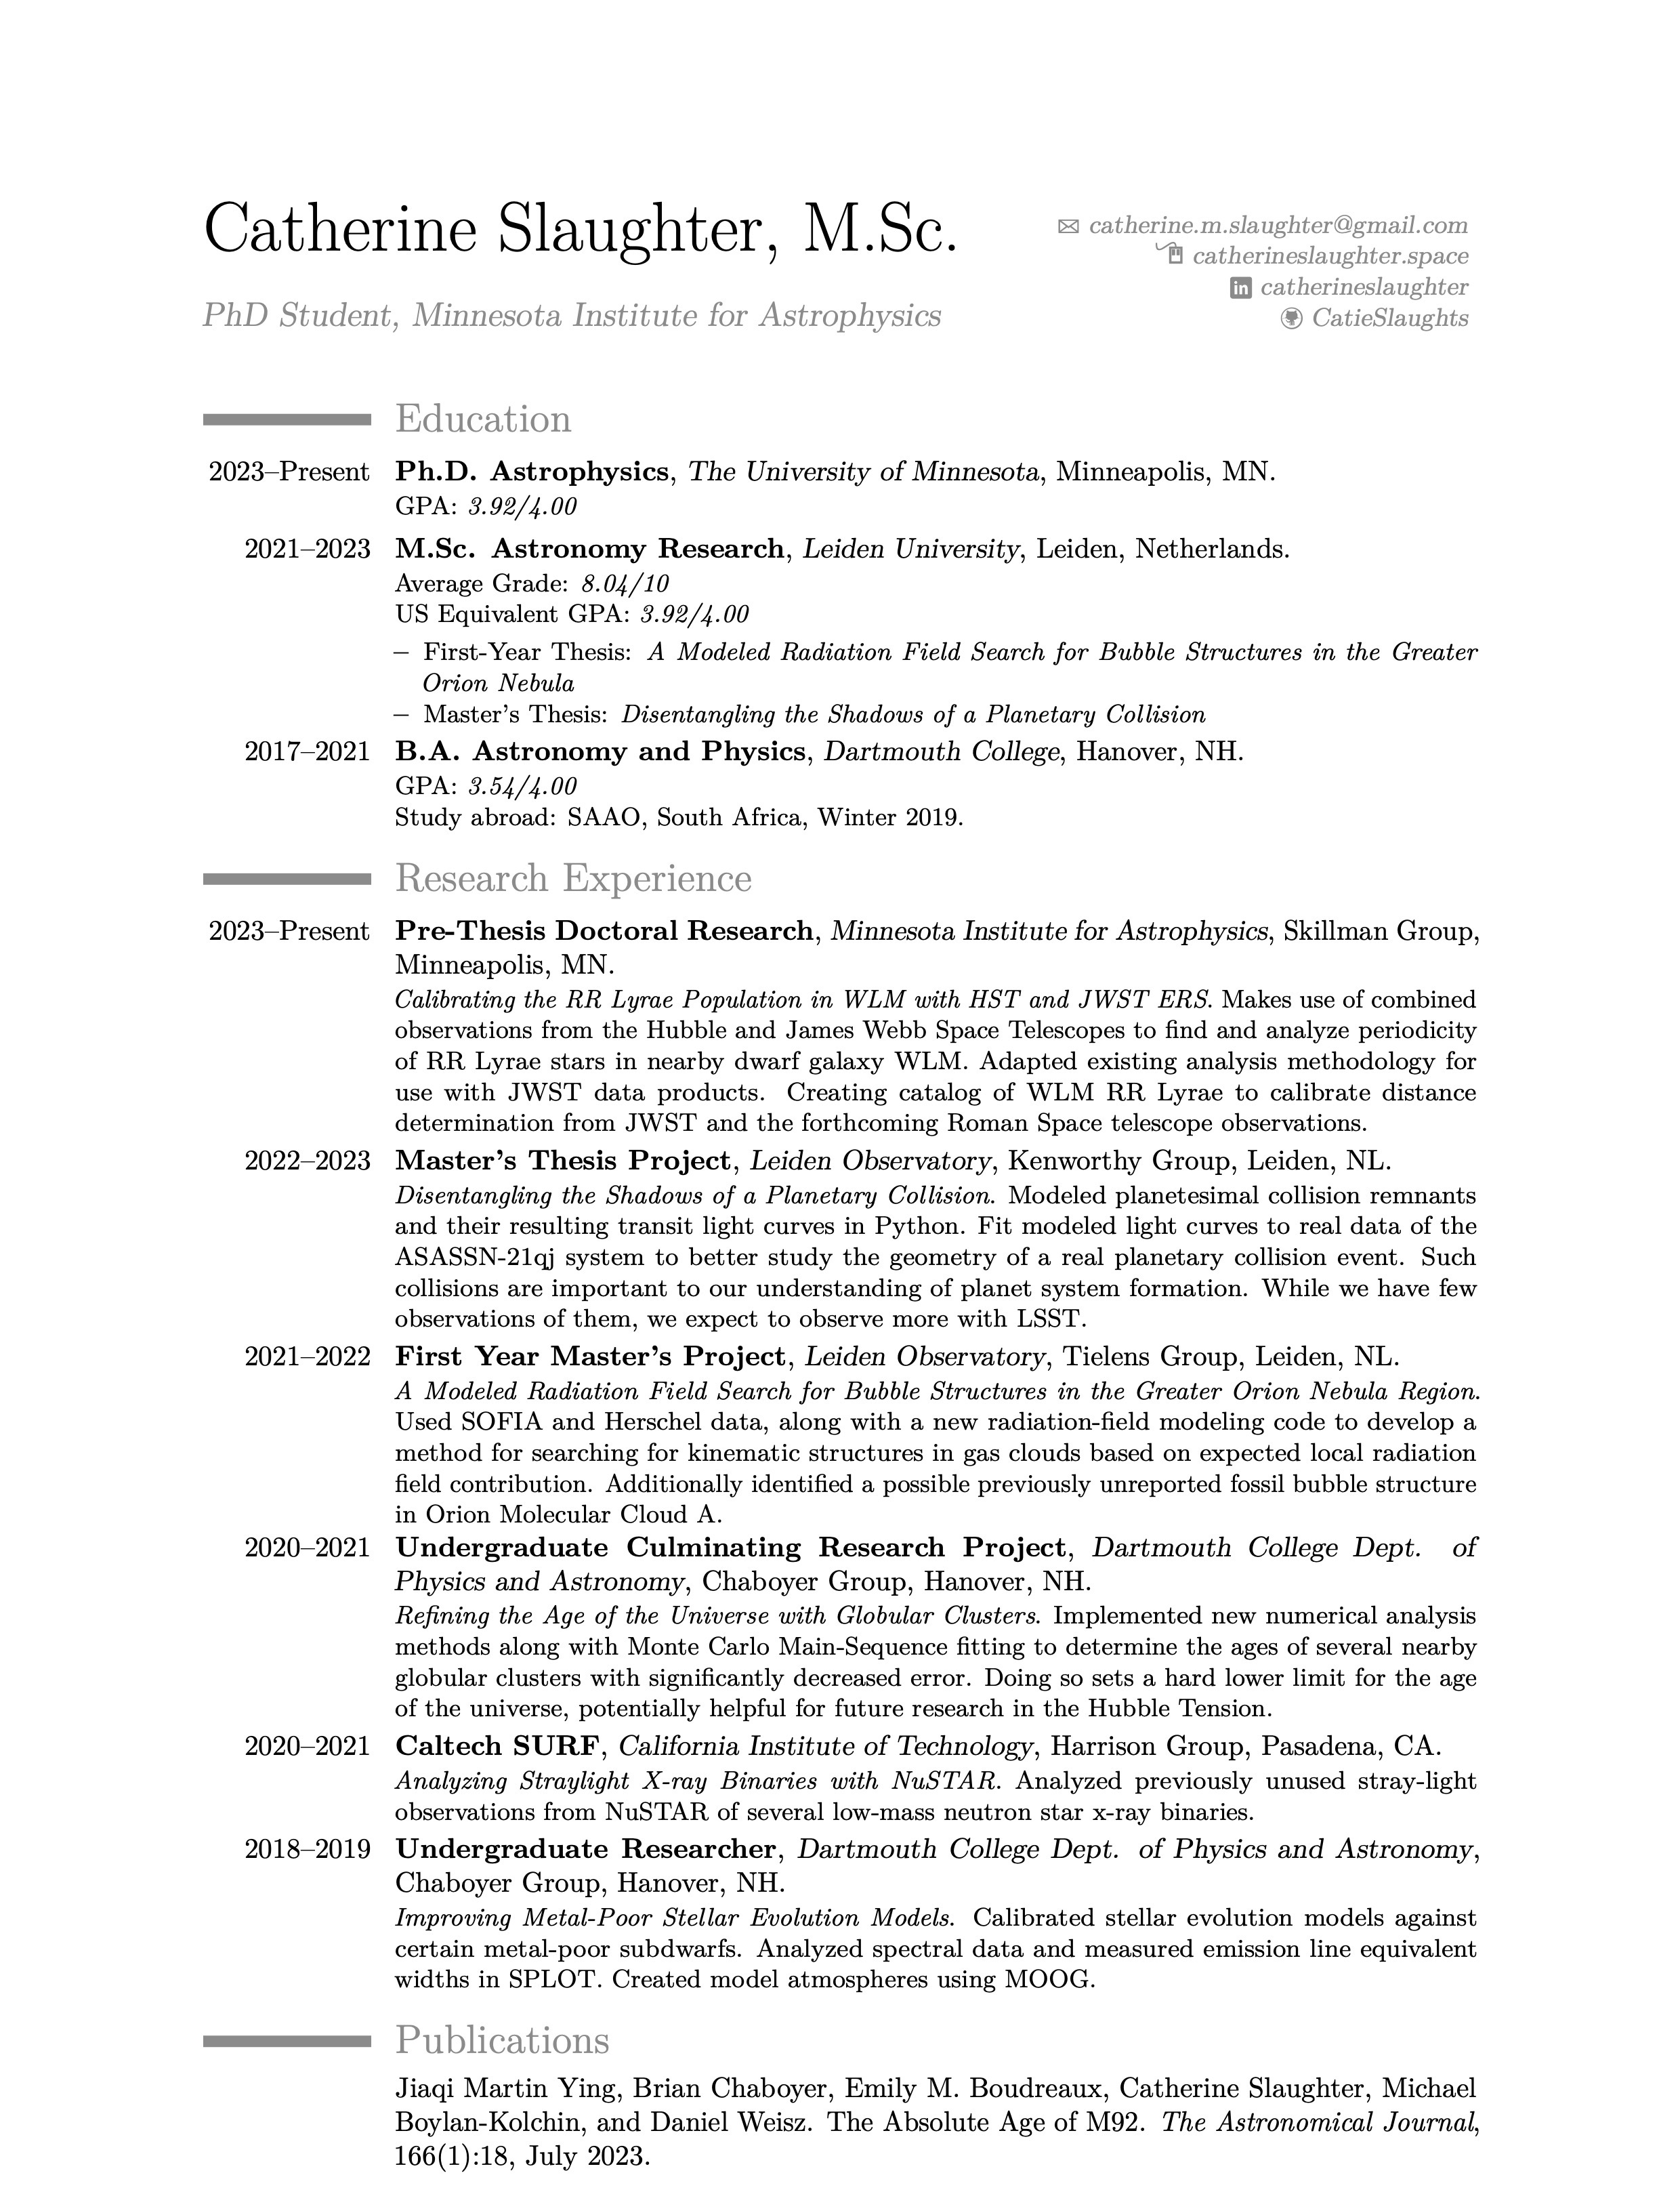 Catherine Slaughter, M.Sc.
PhD Student, Minnesota Institute for Astrophysics
catherine.m.slaughter@gmail.com
catherineslaughter.space
catherineslaughter
CatieSlaughts
Education
2023–Present Ph.D. Astrophysics, The University of Minnesota, Minneapolis, MN.
GPA: 3.92/4.00
2021–2023 M.Sc. Astronomy Research, Leiden University, Leiden, Netherlands.
Average Grade: 8.04/10
US Equivalent GPA: 3.92/4.00
– First-Year Thesis: A Modeled Radiation Field Search for Bubble Structures in the Greater
Orion Nebula
– Master's Thesis: Disentangling the Shadows of a Planetary Collision
2017–2021 B.A. Astronomy and Physics, Dartmouth College, Hanover, NH.
GPA: 3.54/4.00
Study abroad: SAAO, South Africa, Winter 2019.
Research Experience
2023–Present Pre-Thesis Doctoral Research, Minnesota Institute for Astrophysics, Skillman Group,
Minneapolis, MN.
Calibrating the RR Lyrae Population in WLM with HST and JWST ERS. Makes use of combined
observations from the Hubble and James Webb Space Telescopes to find and analyze periodicity
of RR Lyrae stars in nearby dwarf galaxy WLM. Adapted existing analysis methodology for
use with JWST data products. Creating catalog of WLM RR Lyrae to calibrate distance
determination from JWST and the forthcoming Roman Space telescope observations.
2022–2023 Master's Thesis Project, Leiden Observatory, Kenworthy Group, Leiden, NL.
Disentangling the Shadows of a Planetary Collision. Modeled planetesimal collision remnants
and their resulting transit light curves in Python. Fit modeled light curves to real data of the
ASASSN-21qj system to better study the geometry of a real planetary collision event. Such
collisions are important to our understanding of planet system formation. While we have few
observations of them, we expect to observe more with LSST.
2021–2022 First Year Master's Project, Leiden Observatory, Tielens Group, Leiden, NL.
A Modeled Radiation Field Search for Bubble Structures in the Greater Orion Nebula Region.
Used SOFIA and Herschel data, along with a new radiation-field modeling code to develop a
method for searching for kinematic structures in gas clouds based on expected local radiation
field contribution. Additionally identified a possible previously unreported fossil bubble structure
in Orion Molecular Cloud A.
2020–2021 Undergraduate Culminating Research Project, Dartmouth College Dept. of
Physics and Astronomy, Chaboyer Group, Hanover, NH.
Refining the Age of the Universe with Globular Clusters. Implemented new numerical analysis
methods along with Monte Carlo Main-Sequence fitting to determine the ages of several nearby
globular clusters with significantly decreased error. Doing so sets a hard lower limit for the age
of the universe, potentially helpful for future research in the Hubble Tension.
2020–2021 Caltech SURF, California Institute of Technology, Harrison Group, Pasadena, CA.
Analyzing Straylight X-ray Binaries with NuSTAR. Analyzed previously unused stray-light
observations from NuSTAR of several low-mass neutron star x-ray binaries.
2018–2019 Undergraduate Researcher, Dartmouth College Dept. of Physics and Astronomy,
Chaboyer Group, Hanover, NH.
Improving Metal-Poor Stellar Evolution Models. Calibrated stellar evolution models against
certain metal-poor subdwarfs. Analyzed spectral data and measured emission line equivalent
widths in SPLOT. Created model atmospheres using MOOG.
Publications
Jiaqi Martin Ying, Brian Chaboyer, Emily M. Boudreaux, Catherine Slaughter, Michael
Boylan-Kolchin, and Daniel Weisz. The Absolute Age of M92. The Astronomical Journal,
166(1):18, July 2023.